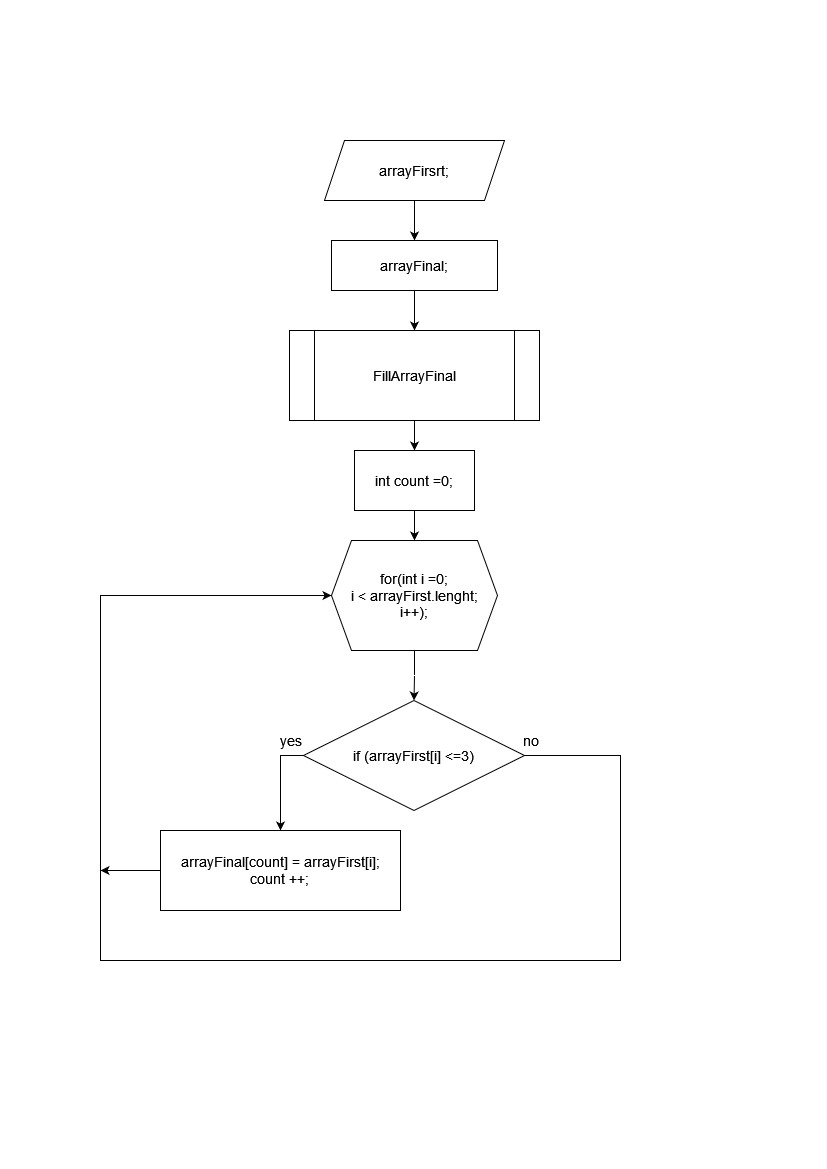 arrayFirsrt;
arrayFinal;
FillArrayFinal
int count =0;
for(int i =0;
i < arrayFirst.lenght;
i++);
yes
no
if (arrayFirst[i] <=3)
arrayFinal[count] = arrayFirst[i];
count ++;